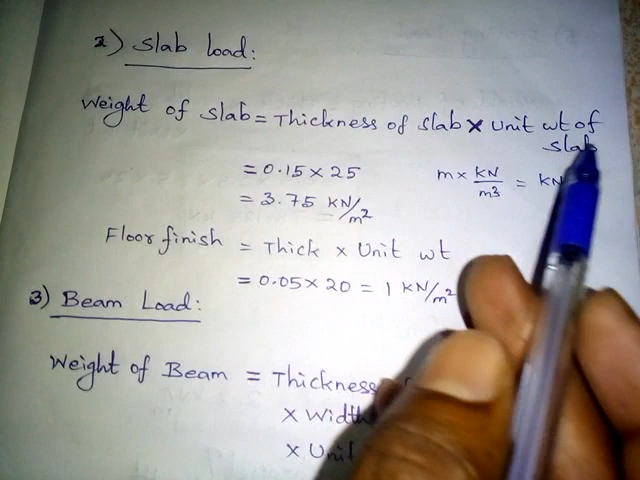 2) Slab Load:
Weight of slab = Thickness of slab x Unit wt of
slab
= 0.15 x 25
m x KN/m3 = KN
= 3.75 KN/m2
Floor finish = Thick x Unit wt
= 0.05 x 20 = 1 KN/m2
3) Beam Load:
Weight of Beam = Thickness
x Width
x Unit